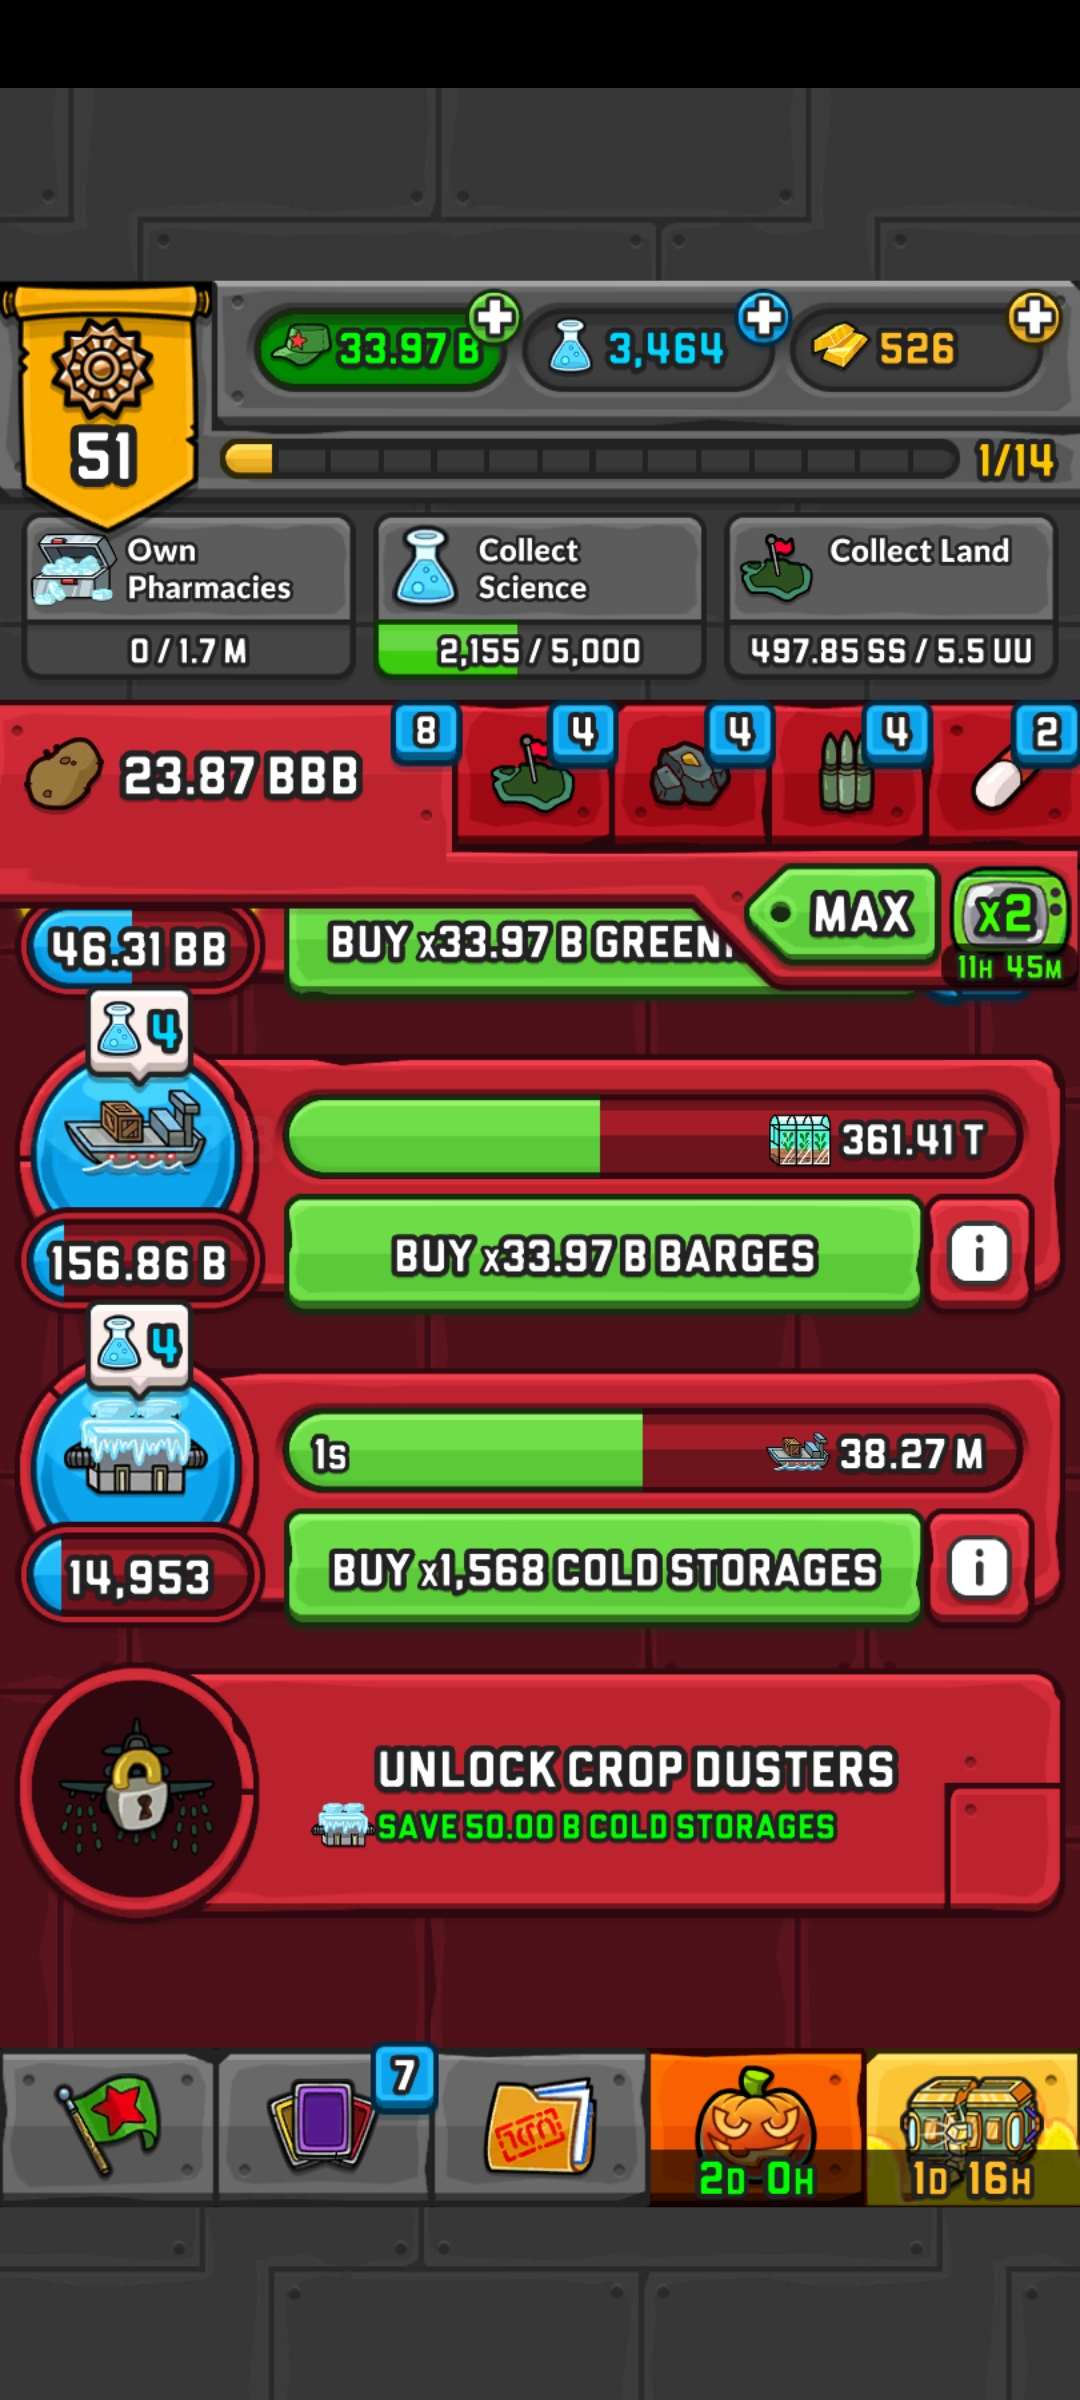 33.97 B
3,464
526
51
1/14
Own
Pharmacies
0 / 1.7 M
Collect
Science
2,155 / 5,000
Collect Land
497.85 SS / 5.5 UU
23.87 BBB
8
4
4
4
2
MAX
x2
11H 45M
46.31 BB
BUY x33.97 B
4
361.41 T
156.86 B
BUY x33.97 B BARGES
i
4
1s
38.27 M
14,953
BUY x1,568 COLD STORAGES
i
UNLOCK CROP DUSTERS
SAVE 50.00 B COLD STORAGES
7
2D 0H
1D 16H